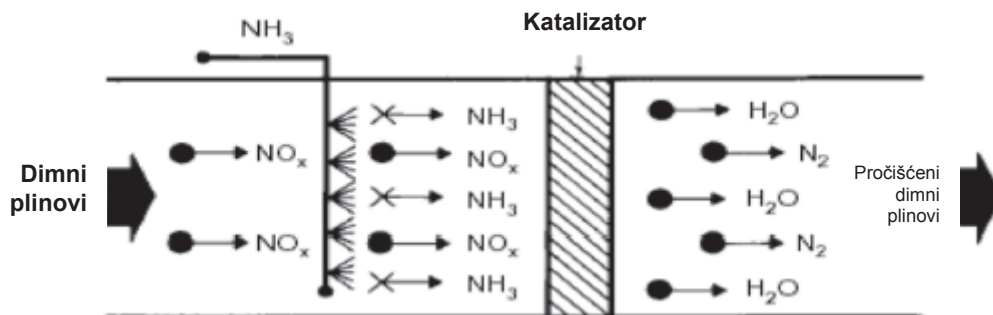 NH₃
Katalizator
Dimni
plinovi
NOₓ
NOₓ
NH₃
NOₓ
NH₃
NOₓ
NH₃
H₂O
N₂
H₂O
N₂
H₂O
Pročišćeni
dimni
plinovi